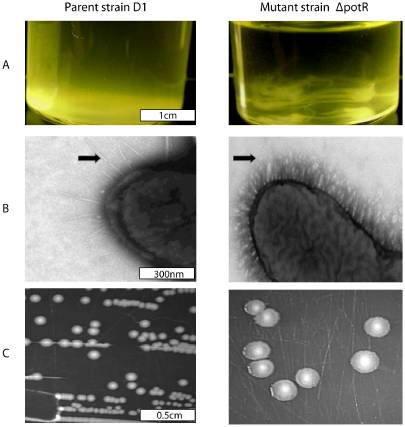 Parent strain D1
Mutant strain ΔpotR
A
1cm
B
300nm
C
0.5cm